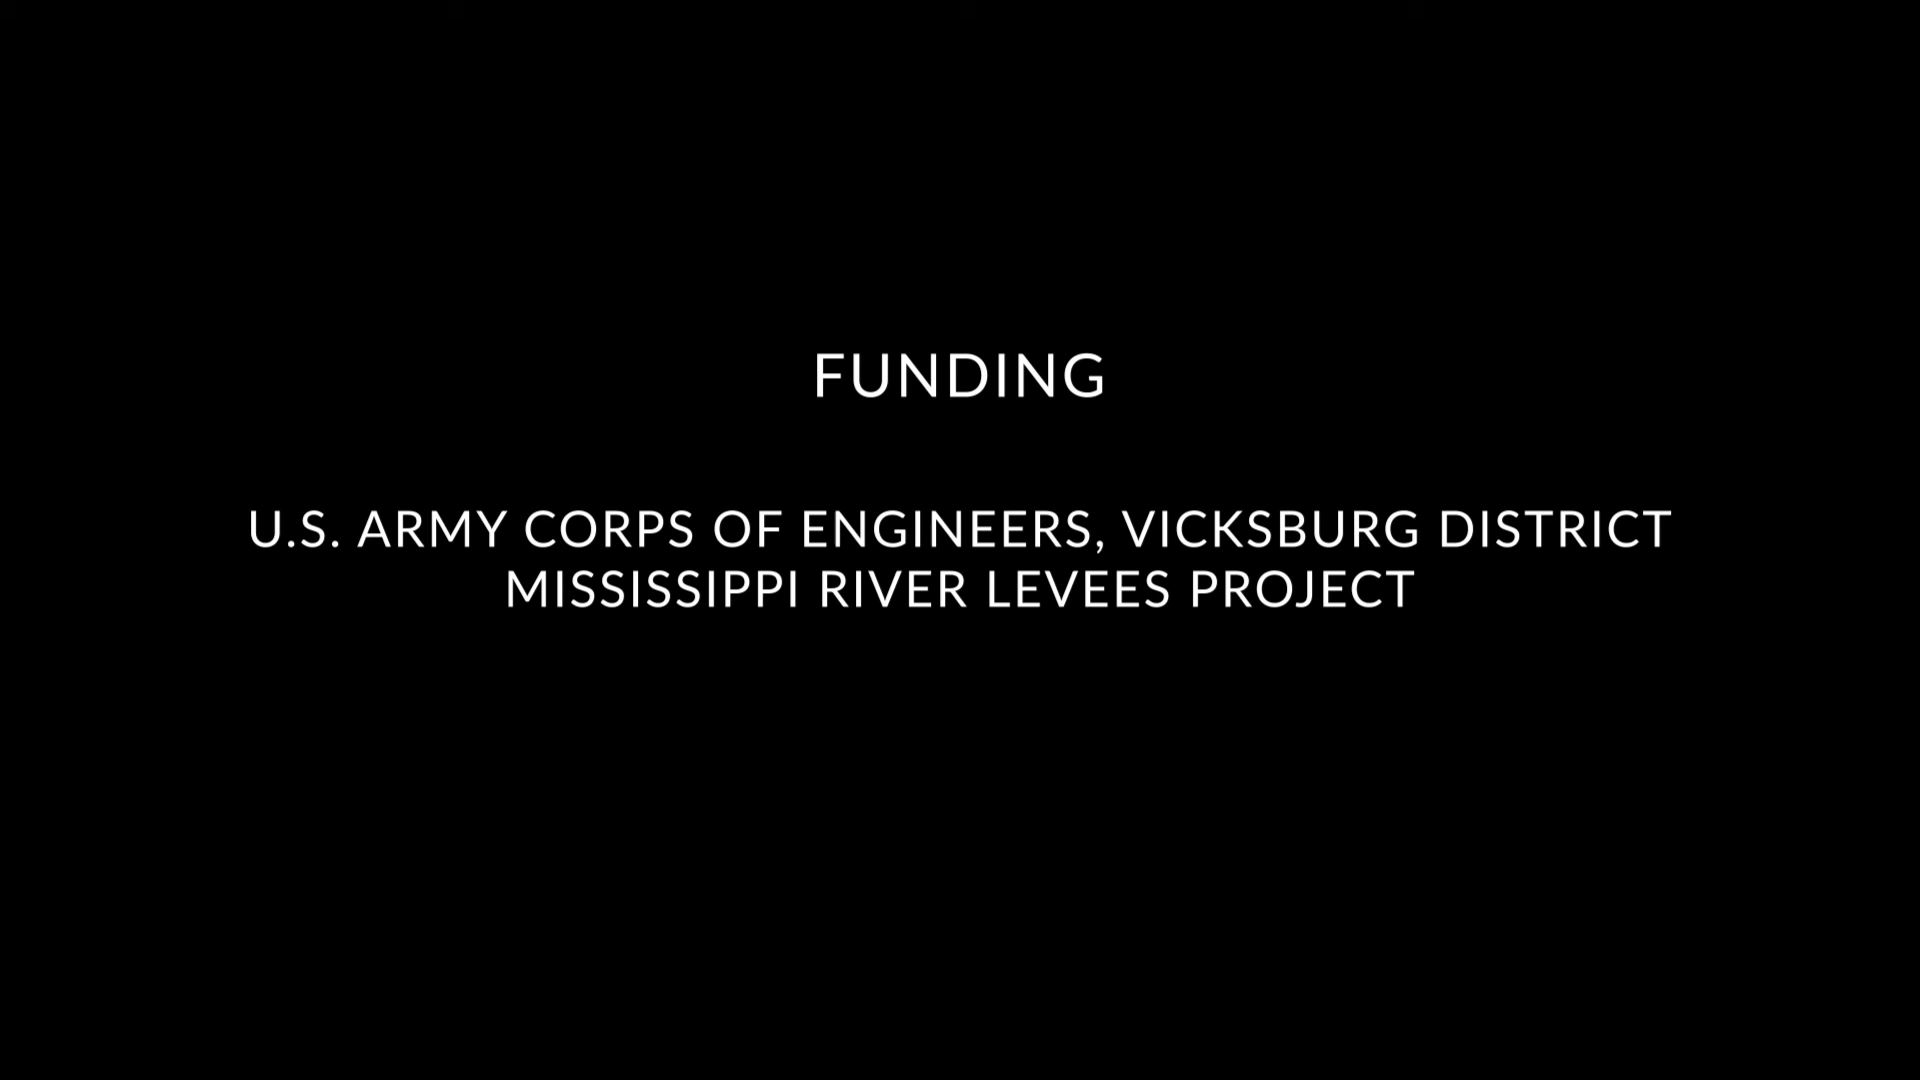 FUNDING
U.S. ARMY CORPS OF ENGINEERS, VICKSBURG DISTRICT
MISSISSIPPI RIVER LEVEES PROJECT